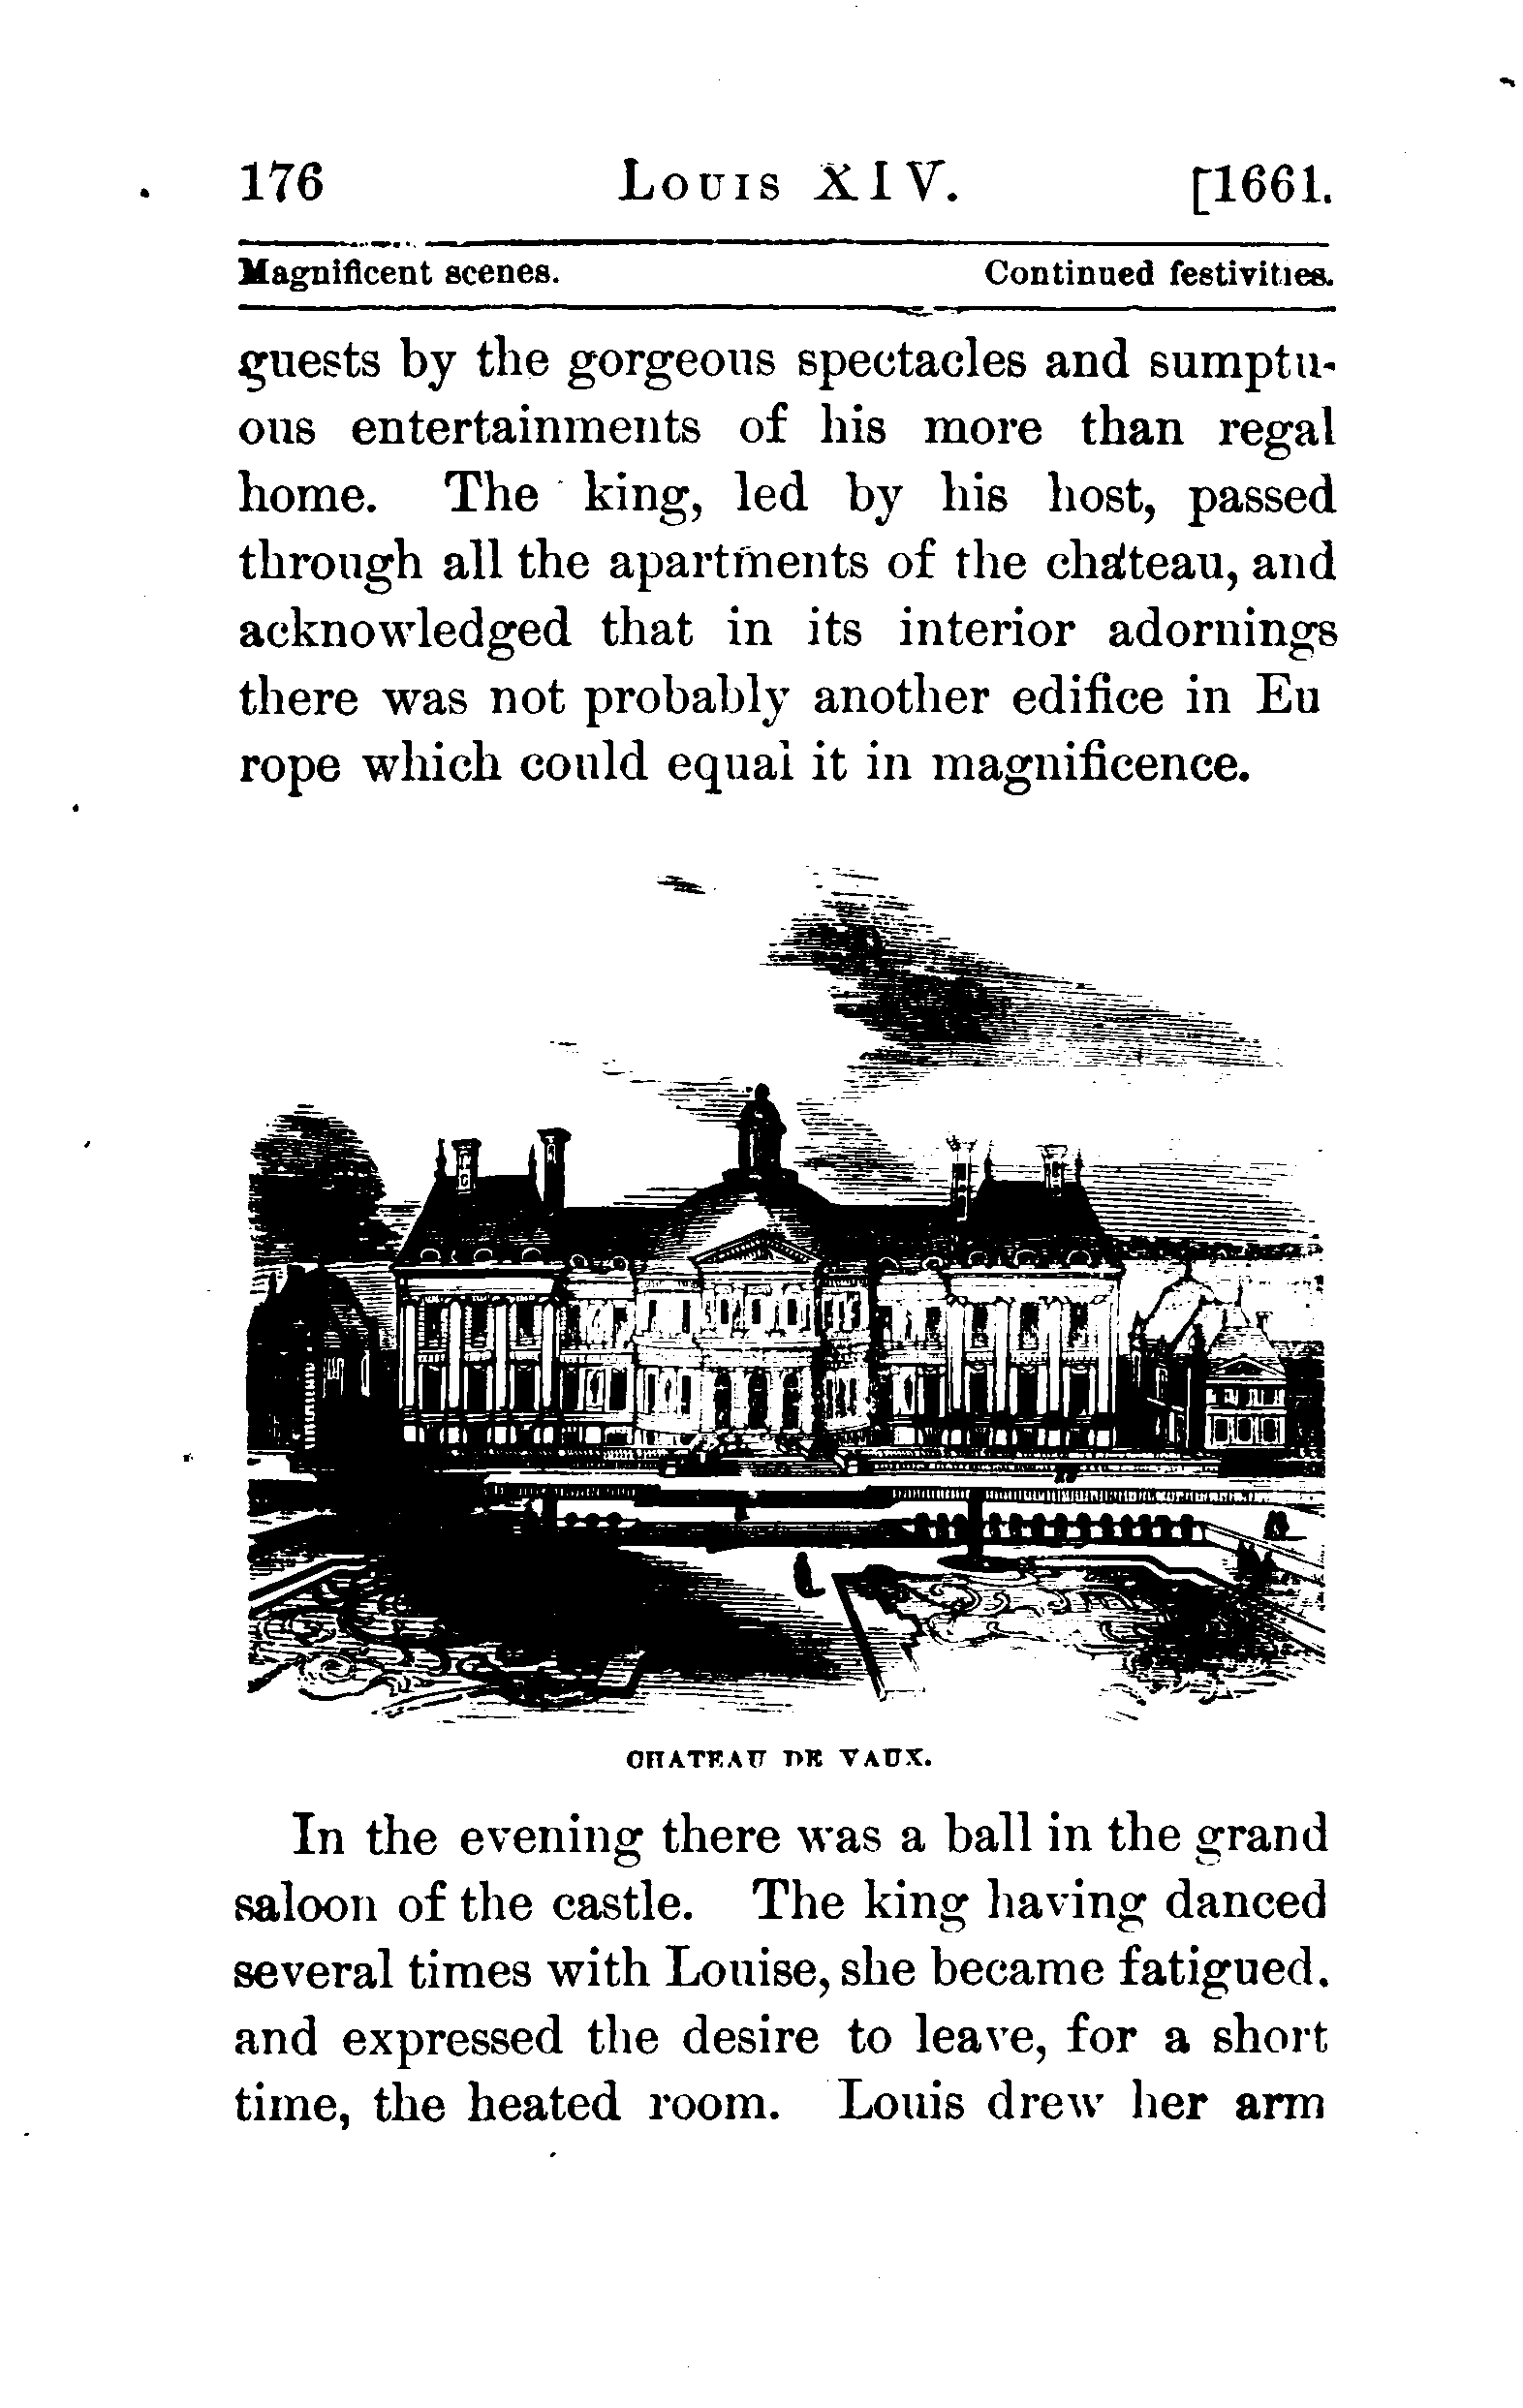 176 Louis XIV. [1661.
Magnificent scenes. Continued festivities.
guests by the gorgeous spectacles and sumptu-
ous entertainments of his more than regal
home. The king, led by his host, passed
through all the apartments of the château, and
acknowledged that in its interior adornings
there was not probably another edifice in Eu
rope which could equal it in magnificence.
CHATEAU DE VAUX.
In the evening there was a ball in the grand
saloon of the castle. The king having danced
several times with Louise, she became fatigued.
and expressed the desire to leave, for a short
time, the heated room. Louis drew her arm